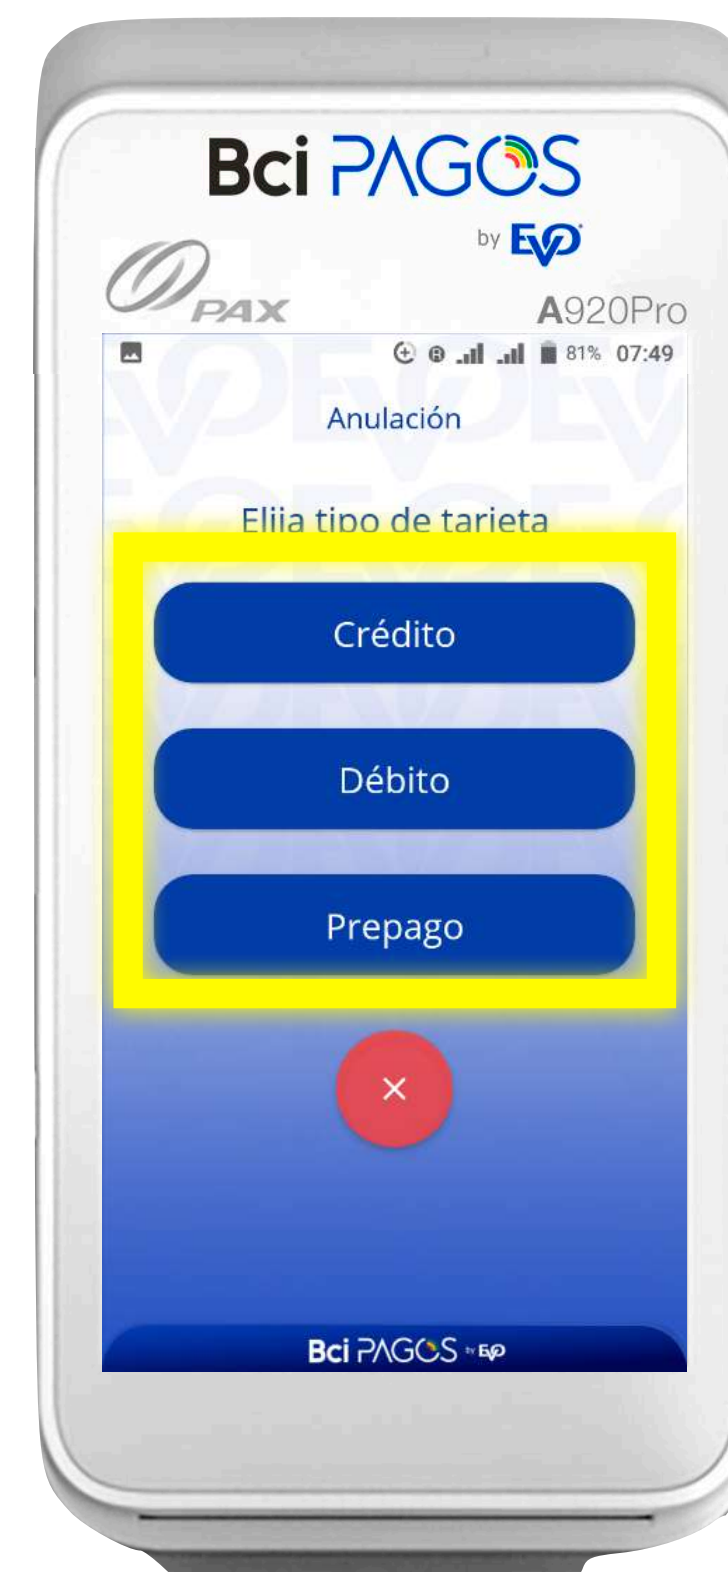 Bci PAGOS
by EVO
PAX
A920Pro
81% 07:49
Anulación
Elija tipo de tarjeta
Crédito
Débito
Prepago
Bci PAGOS by EVO